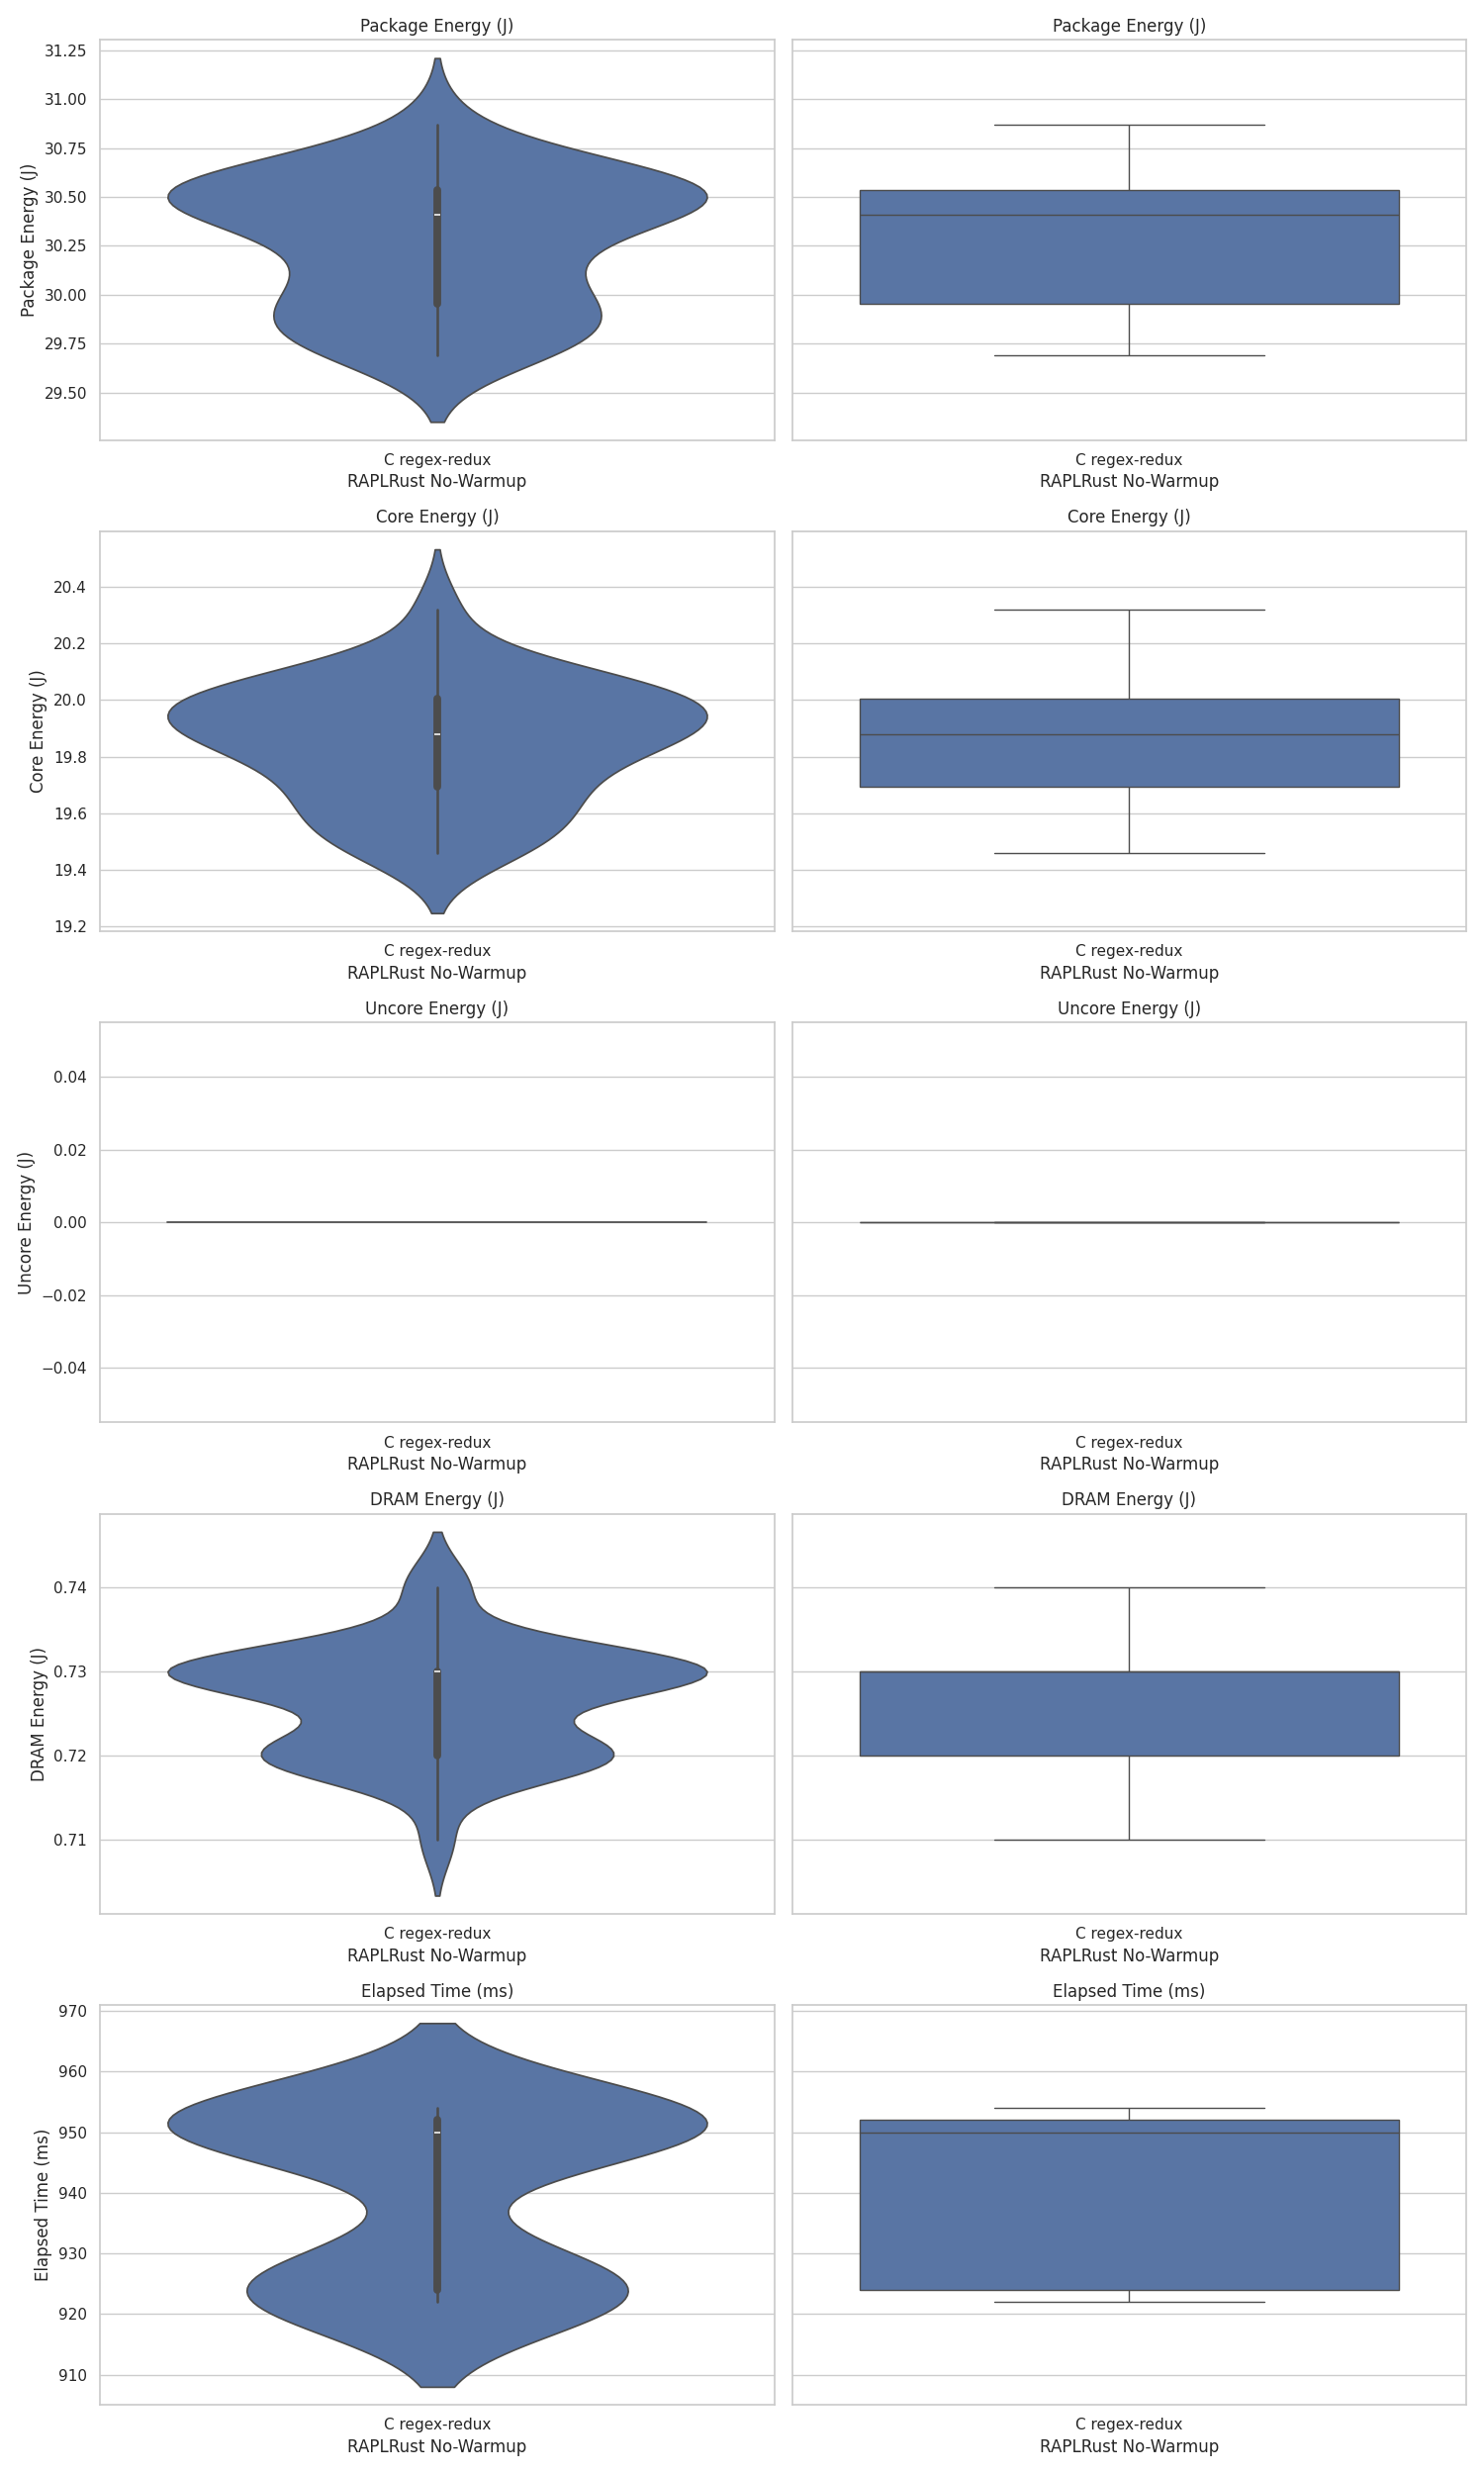 Package Energy (J)
Package Energy (J)
Package Energy (J)
31.25
31.00
30.75
30.50
30.25
30.00
29.75
29.50
C regex-redux
C regex-redux
RAPLRust No-Warmup
RAPLRust No-Warmup
Core Energy (J)
Core Energy (J)
Core Energy (J)
20.4
20.2
20.0
19.8
19.6
19.4
19.2
C regex-redux
C regex-redux
RAPLRust No-Warmup
RAPLRust No-Warmup
Uncore Energy (J)
Uncore Energy (J)
Uncore Energy (J)
0.04
0.02
0.00
−0.02
−0.04
C regex-redux
C regex-redux
RAPLRust No-Warmup
RAPLRust No-Warmup
DRAM Energy (J)
DRAM Energy (J)
DRAM Energy (J)
0.74
0.73
0.72
0.71
C regex-redux
C regex-redux
RAPLRust No-Warmup
RAPLRust No-Warmup
Elapsed Time (ms)
Elapsed Time (ms)
Elapsed Time (ms)
970
960
950
940
930
920
910
C regex-redux
C regex-redux
RAPLRust No-Warmup
RAPLRust No-Warmup